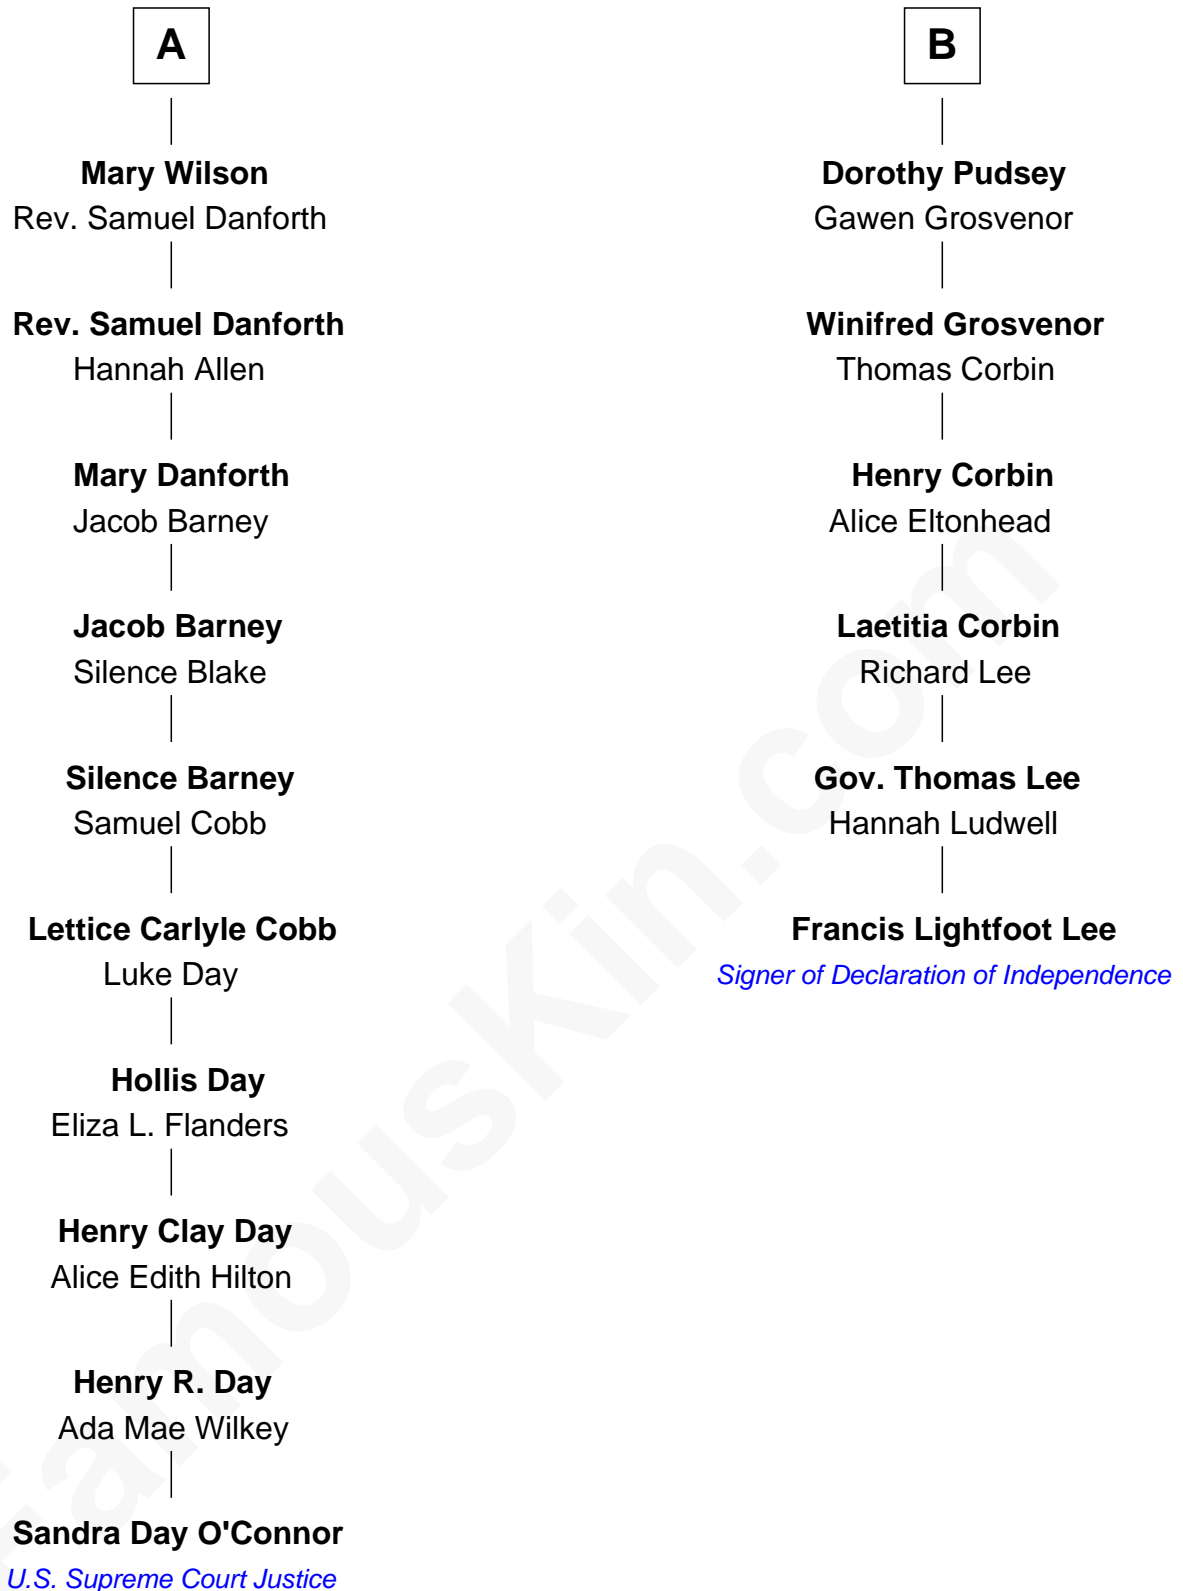 A
Mary Wilson
Rev. Samuel Danforth
Rev. Samuel Danforth
Hannah Allen
Mary Danforth
Jacob Barney
Jacob Barney
Silence Blake
Silence Barney
Samuel Cobb
Lettice Carlyle Cobb
Luke Day
Hollis Day
Eliza L. Flanders
Henry Clay Day
Alice Edith Hilton
Henry R. Day
Ada Mae Wilkey
Sandra Day O'Connor
U.S. Supreme Court Justice
B
Dorothy Pudsey
Gawen Grosvenor
Winifred Grosvenor
Thomas Corbin
Henry Corbin
Alice Eltonhead
Laetitia Corbin
Richard Lee
Gov. Thomas Lee
Hannah Ludwell
Francis Lightfoot Lee
Signer of Declaration of Independence
FamousKin.com